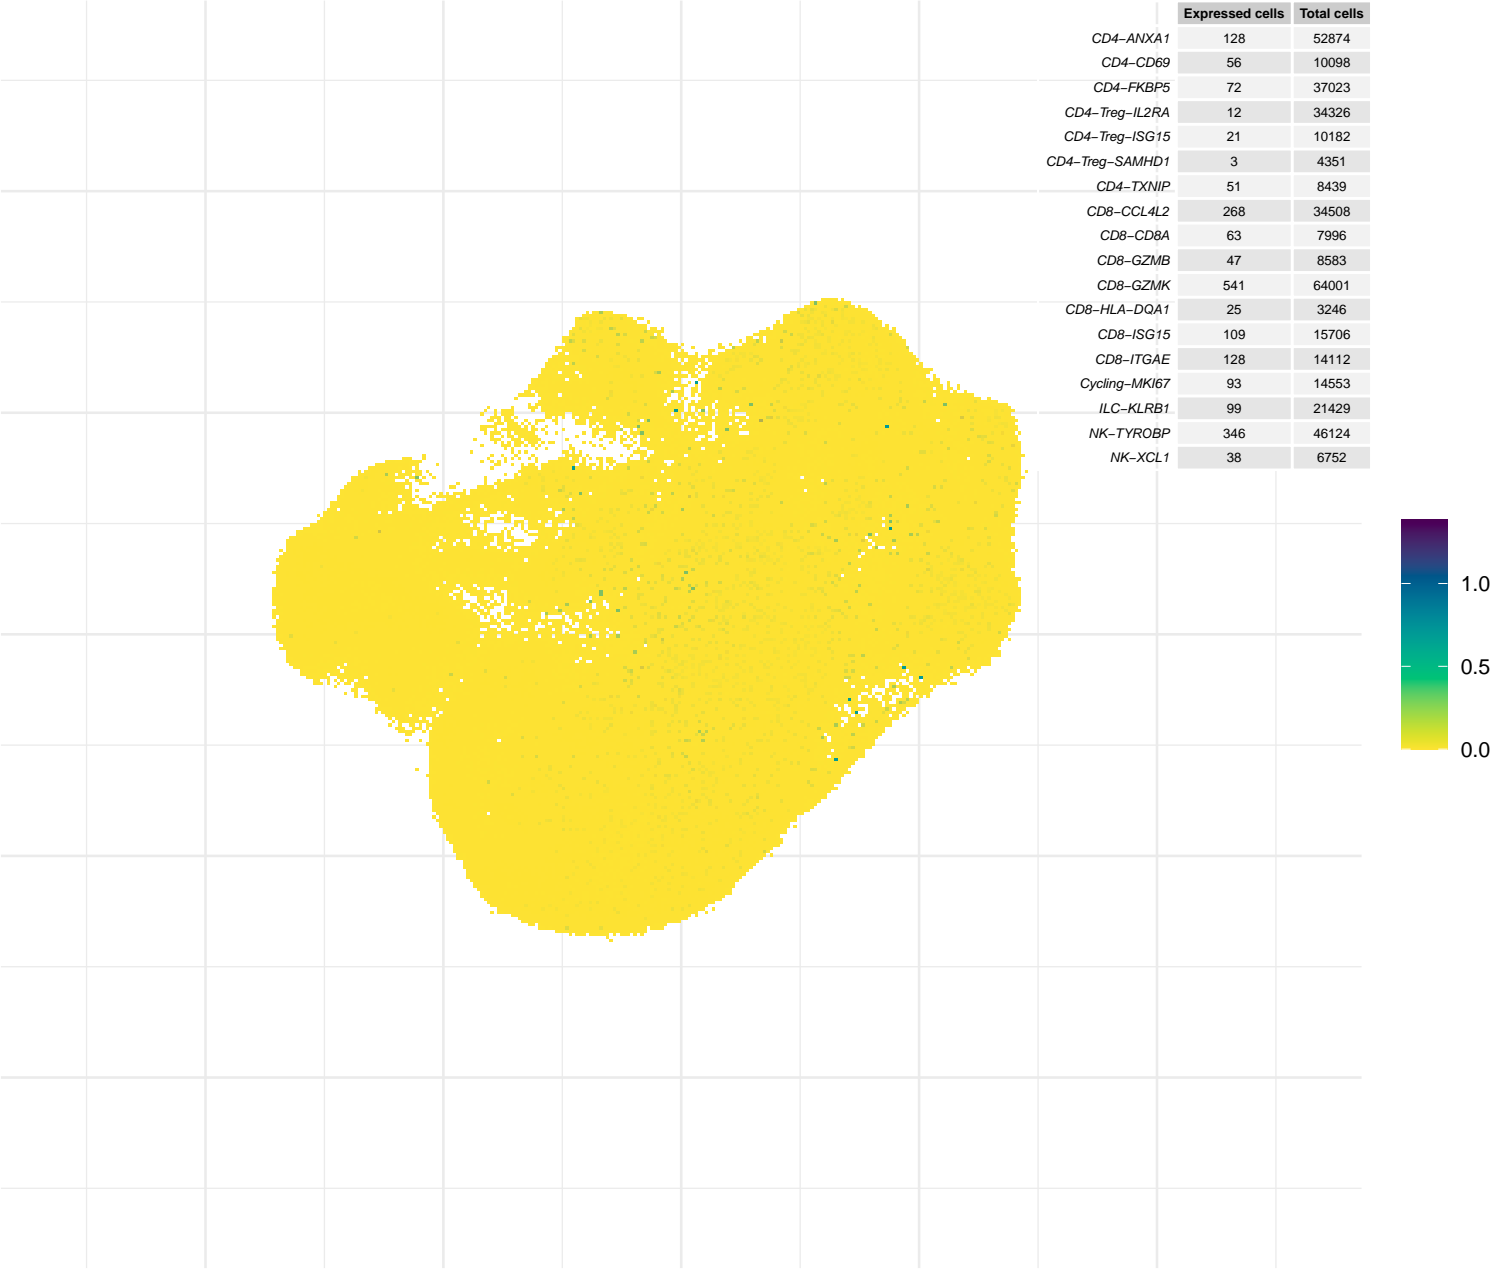 Expressed cells Total cells
CD4−ANXA1 128 52874
CD4−CD69 56 10098
CD4−FKBP5 72 37023
CD4−Treg−IL2RA 12 34326
CD4−Treg−ISG15 21 10182
CD4−Treg−SAMHD1 3 4351
CD4−TXNIP 51 8439
CD8−CCL4L2 268 34508
CD8−CD8A 63 7996
CD8−GZMB 47 8583
CD8−GZMK 541 64001
CD8−HLA−DQA1 25 3246
CD8−ISG15 109 15706
CD8−ITGAE 128 14112
Cycling−MKI67 93 14553
ILC−KLRB1 99 21429
NK−TYROBP 346 46124
NK−XCL1 38 6752
1.0
0.5
0.0